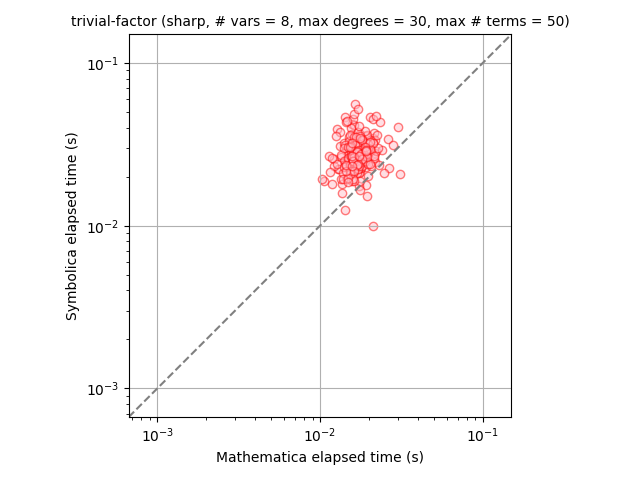 trivial-factor (sharp, # vars = 8, max degrees = 30, max # terms = 50)
10⁻¹
10⁻²
10⁻³
Symbolica elapsed time (s)
10⁻³
10⁻²
10⁻¹
Mathematica elapsed time (s)